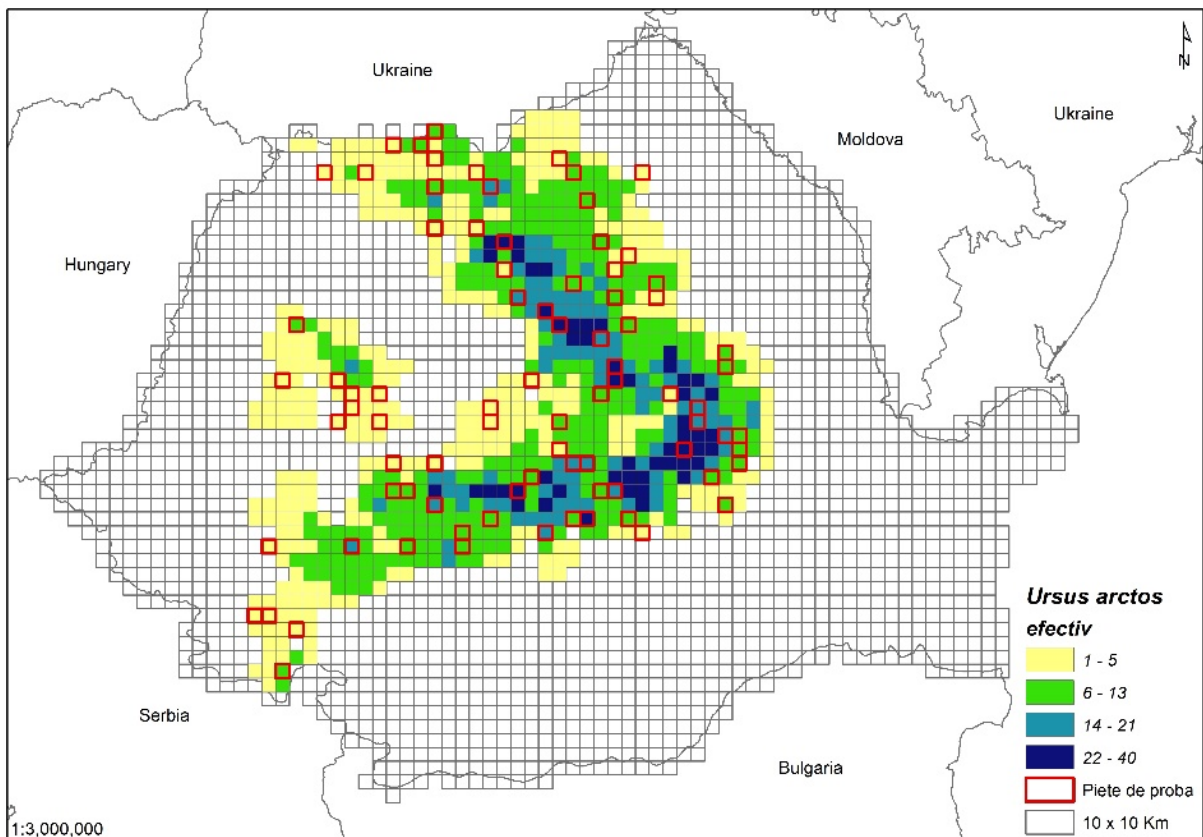 Ukraine
Ukraine
Moldova
Hungary
Serbia
Bulgaria
N
Ursus arctos
efectiv
1 - 5
6 - 13
14 - 21
22 - 40
Piete de proba
10 x 10 Km
1:3,000,000